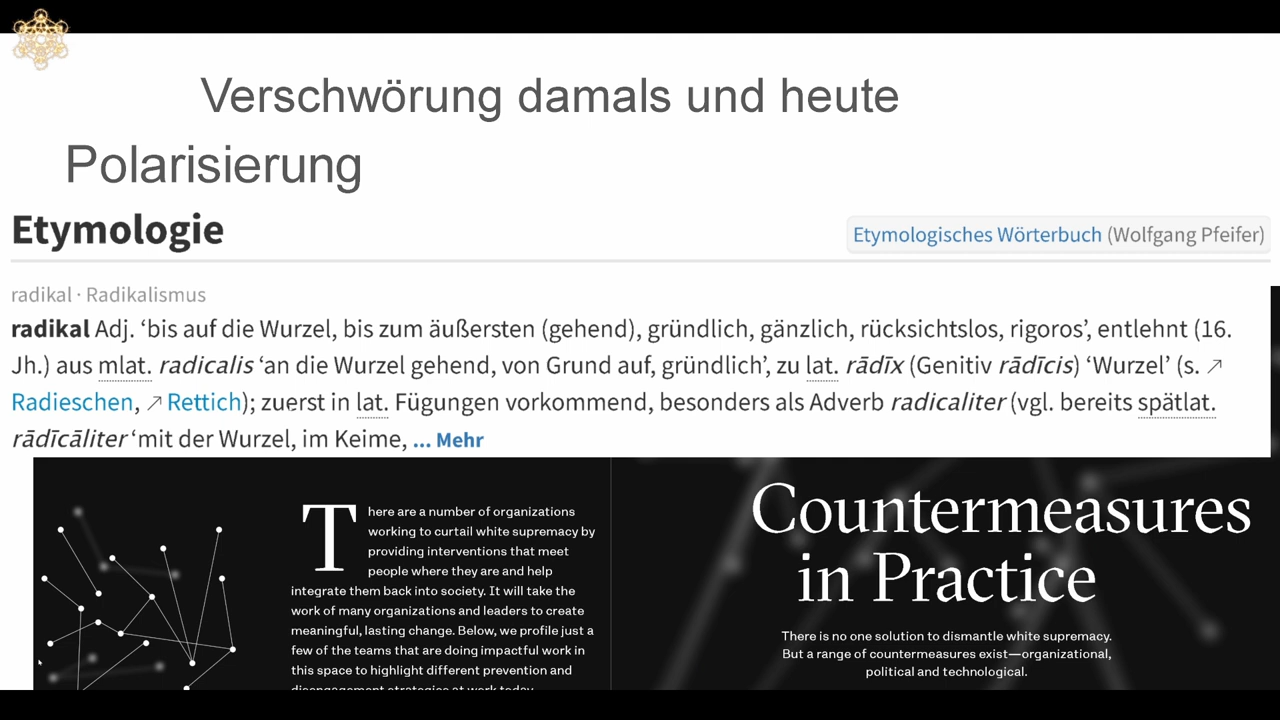 Verschwörung damals und heute
Polarisierung
Etymologie
Etymologisches Wörterbuch (Wolfgang Pfeifer)
radikal · Radikalismus
radikal Adj. ‘bis auf die Wurzel, bis zum äußersten (gehend), gründlich, gänzlich, rücksichtslos, rigoros’, entlehnt (16.
Jh.) aus mlat. radicalis ‘an die Wurzel gehend, von Grund auf, gründlich’, zu lat. rādīx (Genitiv rādīcis) ‘Wurzel’ (s. ↗
Radieschen, ↗ Rettich); zuerst in lat. Fügungen vorkommend, besonders als Adverb radicaliter (vgl. bereits spätlat.
rādīcāliter ‘mit der Wurzel, im Keime, ... Mehr
There are a number of organizations
working to curtail white supremacy by
providing interventions that meet
people where they are and help
integrate them back into society. It will take the
work of many organizations and leaders to create
meaningful, lasting change. Below, we profile just a
few of the teams that are doing impactful work in
this space to highlight different prevention and
disengagement strategies at work today.
Countermeasures
in Practice
There is no one solution to dismantle white supremacy.
But a range of countermeasures exist—organizational,
political and technological.